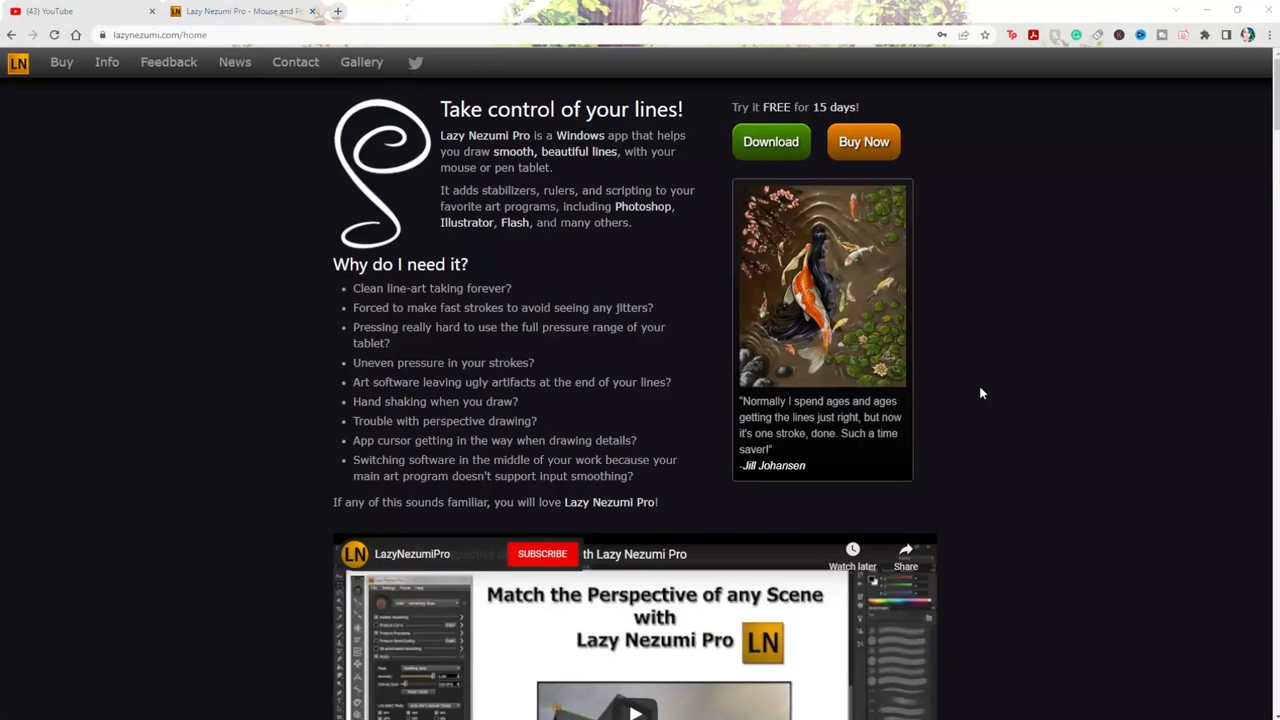 (43) YouTube
Lazy Nezumi Pro - Mouse and Pe
lazynezumi.com/home
LN Buy Info Feedback News Contact Gallery
Take control of your lines!
Lazy Nezumi Pro is a Windows app that helps
you draw smooth, beautiful lines, with your
mouse or pen tablet.
It adds stabilizers, rulers, and scripting to your
favorite art programs, including Photoshop,
Illustrator, Flash, and many others.
Try it FREE for 15 days!
Download
Buy Now
Why do I need it?
• Clean line-art taking forever?
• Forced to make fast strokes to avoid seeing any jitters?
• Pressing really hard to use the full pressure range of your
tablet?
• Uneven pressure in your strokes?
• Art software leaving ugly artifacts at the end of your lines?
• Hand shaking when you draw?
• Trouble with perspective drawing?
• App cursor getting in the way when drawing details?
• Switching software in the middle of your work because your
main art program doesn't support input smoothing?
If any of this sounds familiar, you will love Lazy Nezumi Pro!
"Normally I spend ages and ages
getting the lines just right, but now
it's one stroke, done. Such a time
saver!"
-Jill Johansen
LN LazyNezumiPro
SUBSCRIBE
th Lazy Nezumi Pro
Watch later
Share
Match the Perspective of any Scene
with
Lazy Nezumi Pro LN